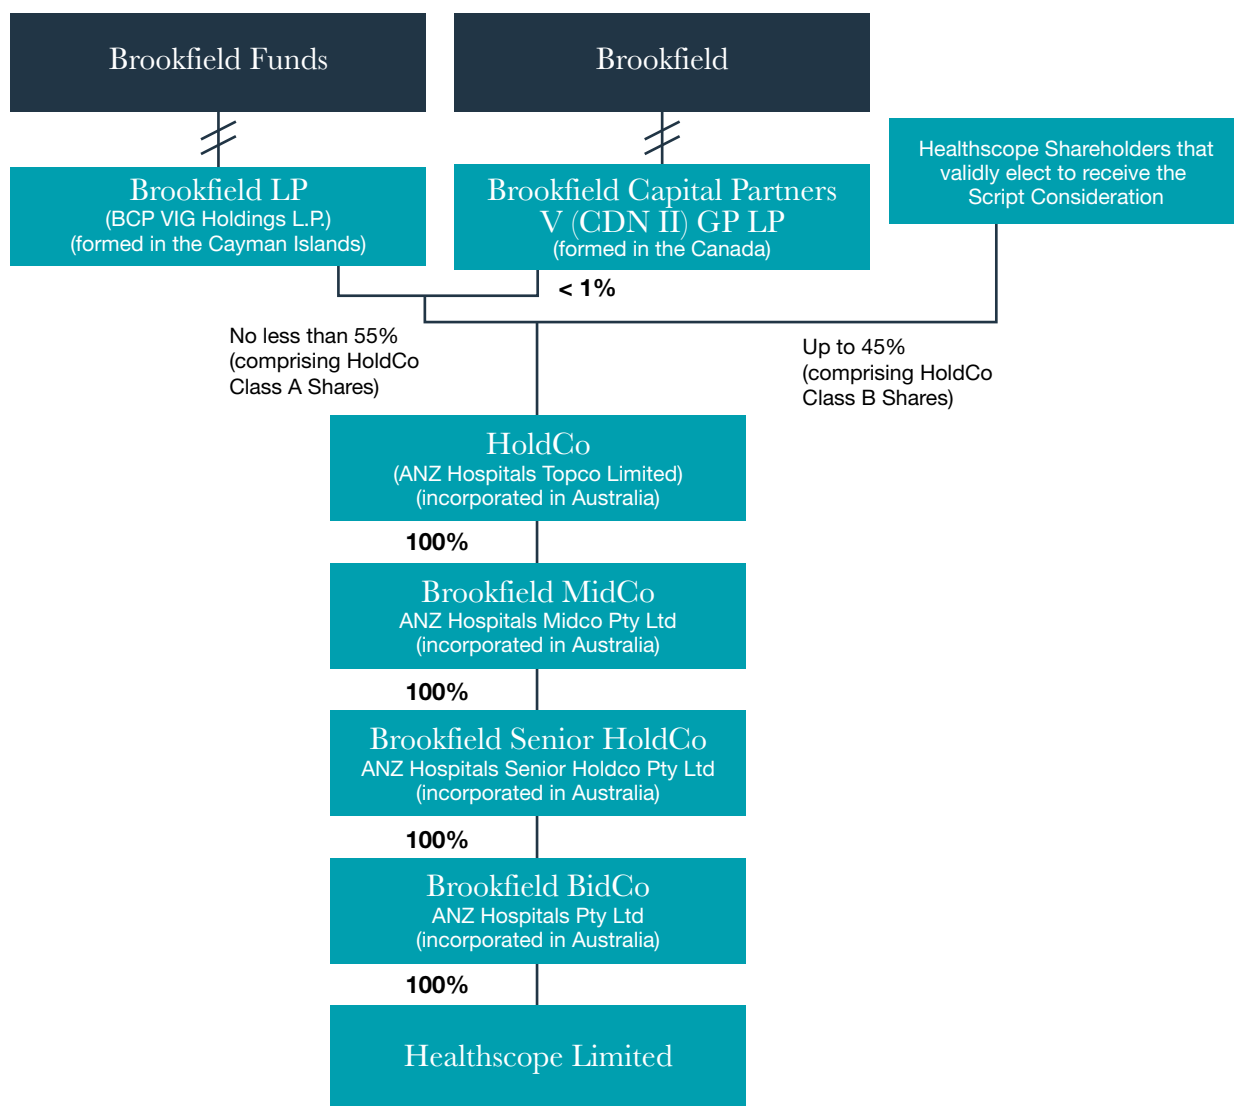 Brookfield Funds
Brookfield
Brookfield LP
(BCP VIG Holdings L.P.)
(formed in the Cayman Islands)
Brookfield Capital Partners
V (CDN II) GP LP
(formed in the Canada)
Healthscope Shareholders that
validly elect to receive the
Script Consideration
< 1%
No less than 55%
(comprising HoldCo
Class A Shares)
Up to 45%
(comprising HoldCo
Class B Shares)
HoldCo
(ANZ Hospitals Topco Limited)
(incorporated in Australia)
100%
Brookfield MidCo
ANZ Hospitals Midco Pty Ltd
(incorporated in Australia)
100%
Brookfield Senior HoldCo
ANZ Hospitals Senior Holdco Pty Ltd
(incorporated in Australia)
100%
Brookfield BidCo
ANZ Hospitals Pty Ltd
(incorporated in Australia)
100%
Healthscope Limited